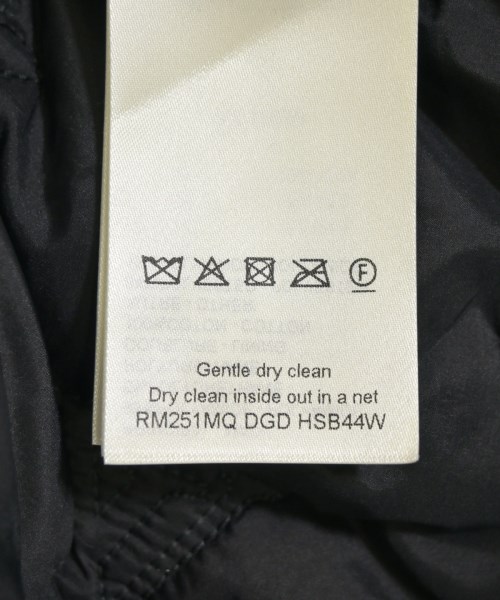 F
Gentle dry clean
Dry clean inside out in a net
RM251MQ DGD HSB44W